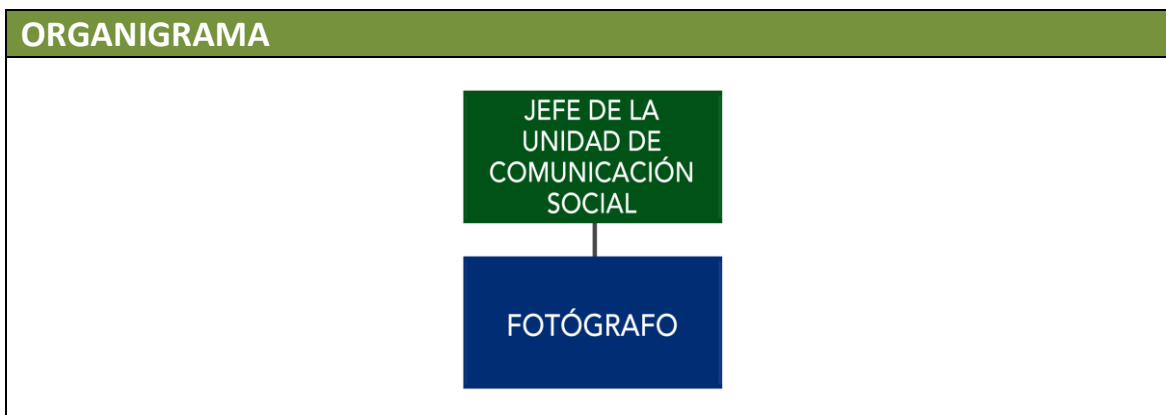 ORGANIGRAMA
JEFE DE LA
UNIDAD DE
COMUNICACIÓN
SOCIAL
FOTÓGRAFO